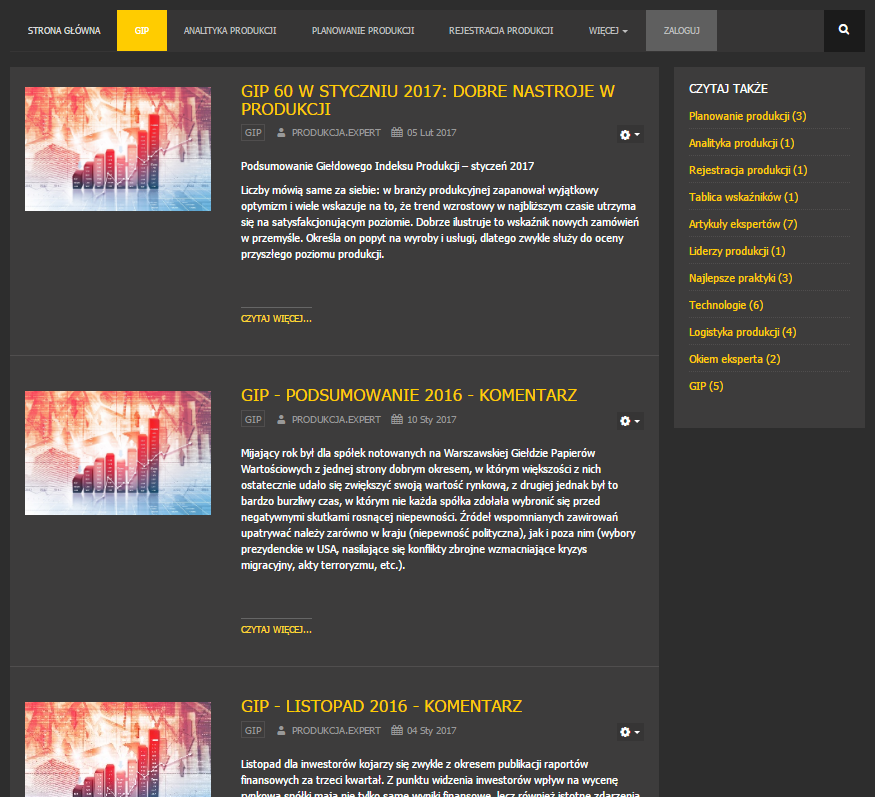 STRONA GŁÓWNA GIP ANALITYKA PRODUKCJI PLANOWANIE PRODUKCJI REJESTRACJA PRODUKCJI WIĘCEJ ZALOGUJ
GIP 60 W STYCZNIU 2017: DOBRE NASTROJE W
PRODUKCJI
GIP PRODUKCJA.EXPERT 05 Lut 2017
Podsumowanie Giełdowego Indeksu Produkcji – styczeń 2017
Liczby mówią same za siebie: w branży produkcyjnej zapanował wyjątkowy
optymizm i wiele wskazuje na to, że trend wzrostowy w najbliższym czasie utrzyma
się na satysfakcjonującym poziomie. Dobrze ilustruje to wskaźnik nowych zamówień
w przemyśle. Określa on popyt na wyroby i usługi, dlatego zwykle służy do oceny
przyszłego poziomu produkcji.
CZYTAJ WIĘCEJ...
GIP - PODSUMOWANIE 2016 - KOMENTARZ
GIP PRODUKCJA.EXPERT 10 Sty 2017
Mijający rok był dla spółek notowanych na Warszawskiej Giełdzie Papierów
Wartościowych z jednej strony dobrym okresem, w którym większości z nich
ostatecznie udało się zwiększyć swoją wartość rynkową, z drugiej jednak był to
bardzo burzliwy czas, w którym nie każda spółka zdołała wybronić się przed
negatywnymi skutkami rosnącej niepewności. Źródeł wspomnianych zawirowań
upatrywać należy zarówno w kraju (niepewność polityczna), jak i poza nim (wybory
prezydenckie w USA, nasilające się konflikty zbrojne wzmacniające kryzys
migracyjny, akty terroryzmu, etc.).
CZYTAJ WIĘCEJ...
GIP - LISTOPAD 2016 - KOMENTARZ
GIP PRODUKCJA.EXPERT 04 Sty 2017
Listopad dla inwestorów kojarzy się zwykle z okresem publikacji raportów
finansowych za trzeci kwartał. Z punktu widzenia inwestorów wpływ na wycenę
rynkową spółki mają nie tylko same wyniki finansowe, lecz również istotne zdarzenia
CZYTAJ TAKŻE
Planowanie produkcji (3)
Analityka produkcji (1)
Rejestracja produkcji (1)
Tablica wskaźników (1)
Artykuły ekspertów (7)
Liderzy produkcji (1)
Najlepsze praktyki (3)
Technologie (6)
Logistyka produkcji (4)
Okiem eksperta (2)
GIP (5)